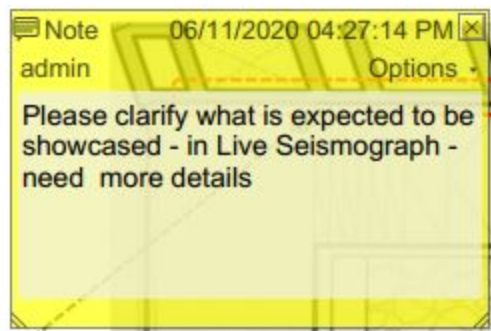 Note 06/11/2020 04:27:14 PM
admin Options
Please clarify what is expected to be
showcased - in Live Seismograph -
need more details